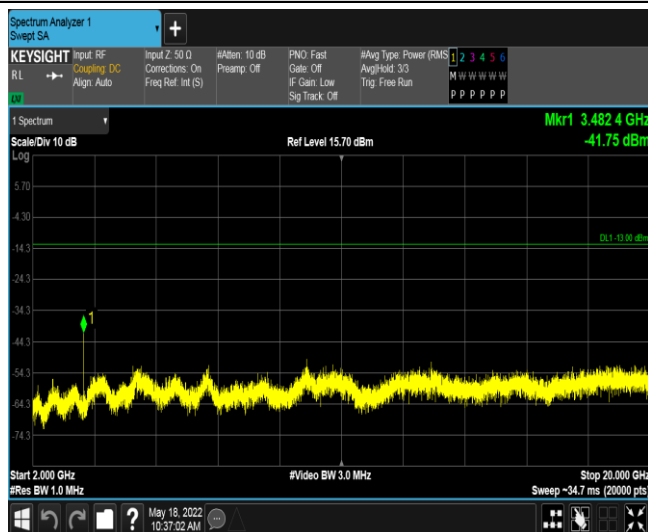 Spectrum Analyzer 1
Swept SA
+
KEYSIGHT
RL
LM
Input: RF
Coupling: DC
Align: Auto
Input Z: 50 Ω
Corrections: On
Freq Ref: Int (S)
#Atten: 10 dB
Preamp: Off
PNO: Fast
Gate: Off
IF Gain: Low
Sig Track: Off
#Avg Type: Power (RMS
Avg|Hold: 3/3
Trig: Free Run
1 2 3 4 5 6
M W W W W W
P P P P P P
1 Spectrum
Mkr1 3.482 4 GHz
Scale/Div 10 dB
Ref Level 15.70 dBm
-41.75 dBm
Log
5.70
-4.30
DL1 -13.00 dBm
-14.3
-24.3
-34.3
1
-44.3
-54.3
-64.3
-74.3
Start 2.000 GHz
#Video BW 3.0 MHz
Stop 20.000 GHz
#Res BW 1.0 MHz
Sweep ~34.7 ms (20000 pts)
?
May 18, 2022
10:37:02 AM